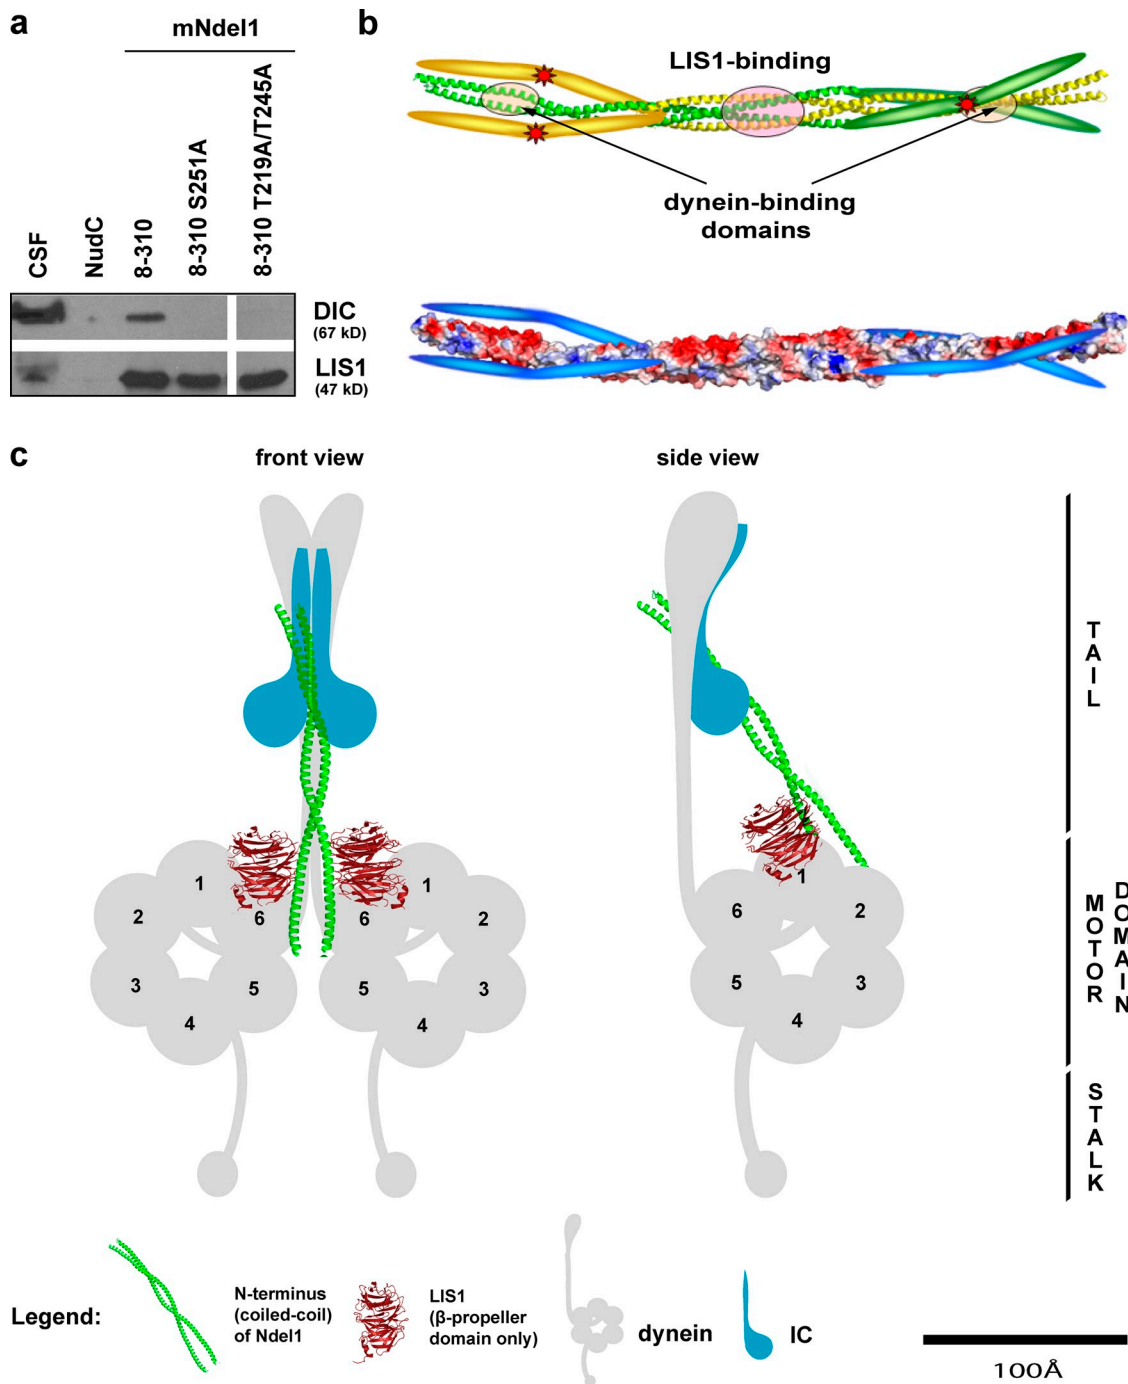 a
mNdel1
CSF
NudC
8-310
8-310 S251A
8-310 T219A/T245A
DIC
(67 kD)
LIS1
(47 kD)
b
LIS1-binding
dynein-binding
domains
c
front view
side view
1
2
3
4
5
6
1
2
3
4
5
6
1
2
3
4
5
6
TAIL
MOTOR
DOMAIN
STALK
Legend:
N-terminus
(coiled-coil)
of Ndel1
LIS1
(β-propeller
domain only)
dynein
IC
100Å